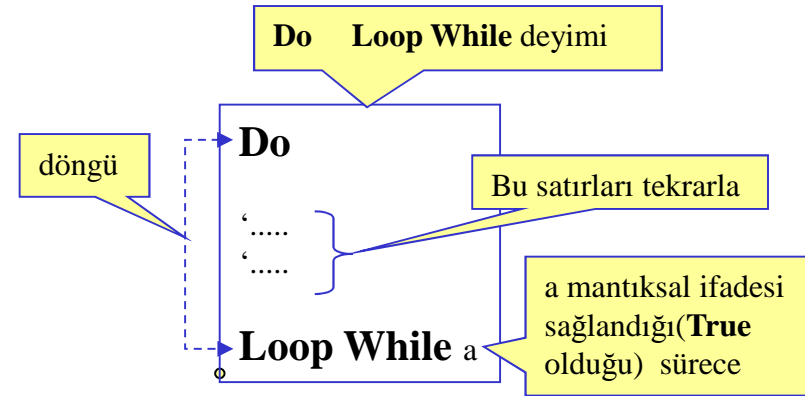 Do Loop While deyimi
döngü
Do
Bu satırları tekrarla
‘.....
‘.....
a mantıksal ifadesi
sağlandığı(True
olduğu) sürece
Loop While a